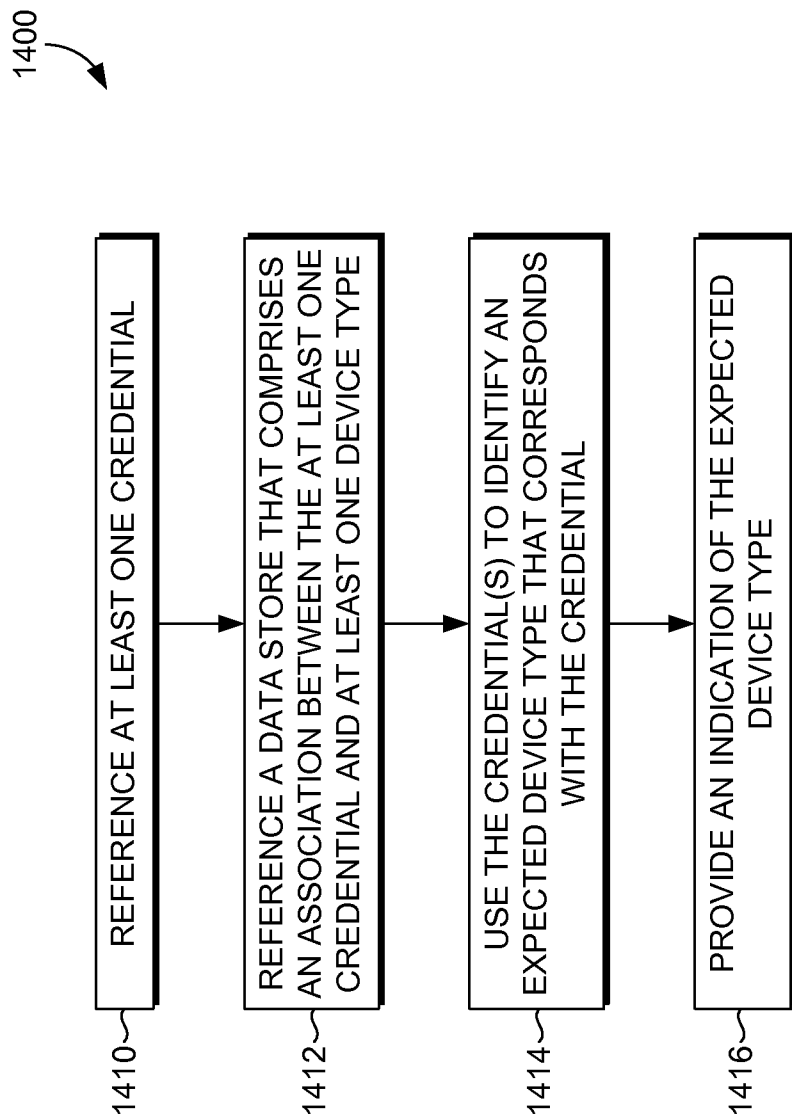 1400
1410
REFERENCE AT LEAST ONE CREDENTIAL
1412
REFERENCE A DATA STORE THAT COMPRISES
AN ASSOCIATION BETWEEN THE AT LEAST ONE
CREDENTIAL AND AT LEAST ONE DEVICE TYPE
1414
USE THE CREDENTIAL(S) TO IDENTIFY AN
EXPECTED DEVICE TYPE THAT CORRESPONDS
WITH THE CREDENTIAL
1416
PROVIDE AN INDICATION OF THE EXPECTED
DEVICE TYPE